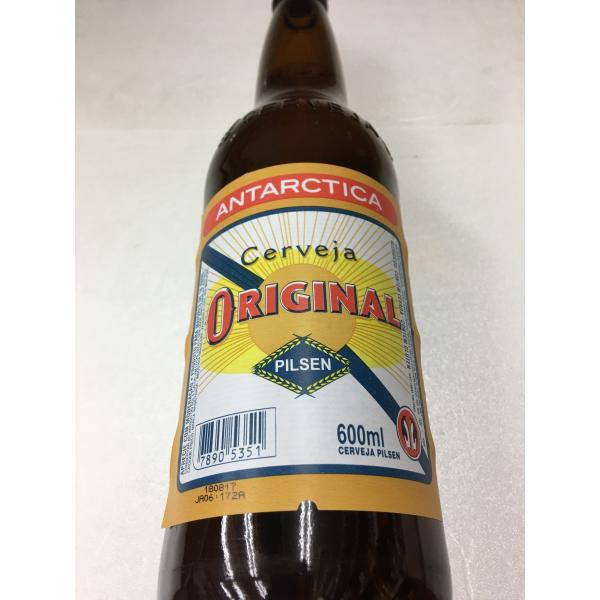 ANTARCTICA
Cerveja
ORIGINAL
PILSEN
600ml
CERVEJA PILSEN
7890 5351
180817
JA06 172A